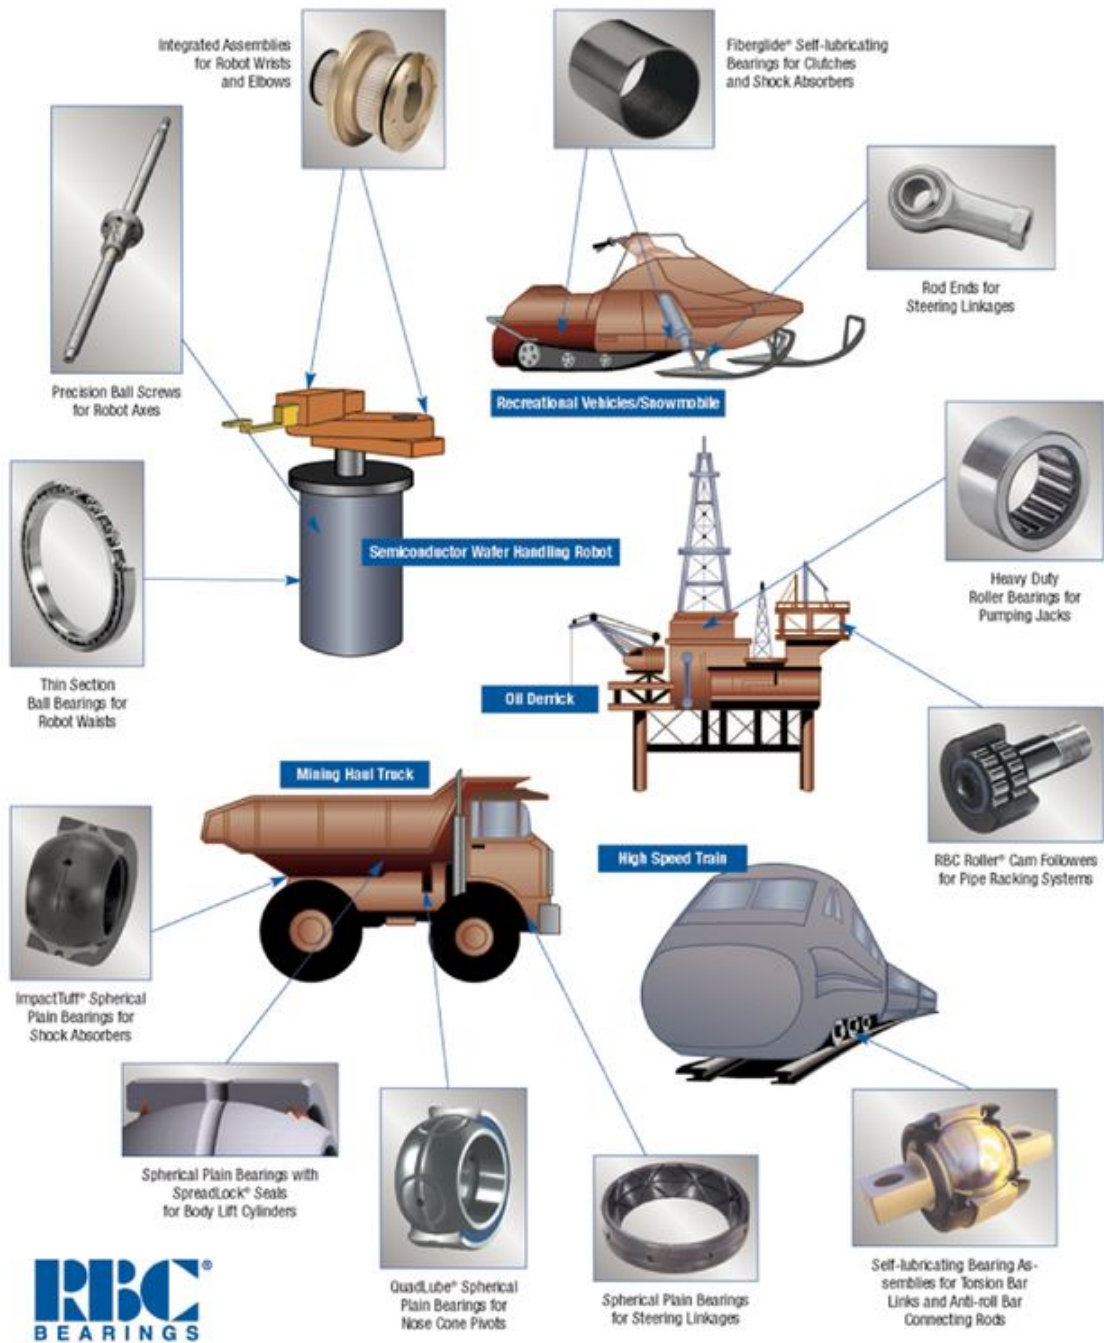 Integrated Assemblies
for Robot Wrists
and Elbows
Fiberglide® Self-lubricating
Bearings for Clutches
and Shock Absorbers
Rod Ends for
Steering Linkages
Precision Ball Screws
for Robot Axes
Recreational Vehicles/Snowmobile
Semiconductor Wafer Handling Robot
Heavy Duty
Roller Bearings for
Pumping Jacks
Thin Section
Ball Bearings for
Robot Waists
Oil Derrick
Mining Haul Truck
High Speed Train
RBC Roller® Cam Followers
for Pipe Racking Systems
ImpactTuff® Spherical
Plain Bearings for
Shock Absorbers
Spherical Plain Bearings with
SpreadLock® Seals
for Body Lift Cylinders
QuadLube® Spherical
Plain Bearings for
Nose Cone Pivots
Spherical Plain Bearings
for Steering Linkages
Self-lubricating Bearing As-
semblies for Torsion Bar
Links and Anti-roll Bar
Connecting Rods
RBC®
BEARINGS